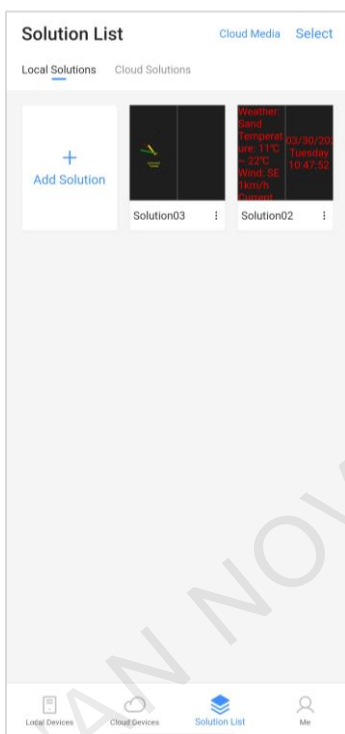 Solution List
Cloud Media
Select
Local Solutions
Cloud Solutions
+
Add Solution
Solution03
Weather:
Sand
Temperat
ure: 11℃
~ 22℃
Wind: SE
1km/h
Current
03/30/202
Tuesday
10:47:52
Solution02
Local Devices
Cloud Devices
Solution List
Me